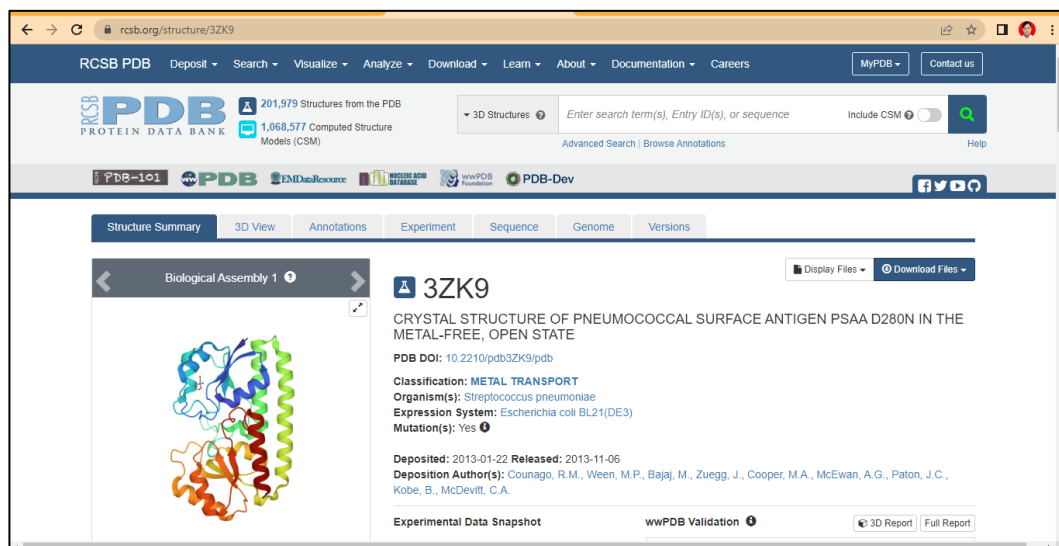 rcsb.org/structure/3ZK9
RCSB PDB Deposit Search Visualize Analyze Download Learn About Documentation Careers MyPDB Contact us
RCSB PDB
PROTEIN DATA BANK
201,979 Structures from the PDB
1,068,577 Computed Structure
Models (CSM)
3D Structures Enter search term(s), Entry ID(s), or sequence Include CSM
Advanced Search | Browse Annotations Help
PDB-101 PDB EMDataResource NUCLEIC ACID DATABASE wwPDB Foundation PDB-Dev
Structure Summary 3D View Annotations Experiment Sequence Genome Versions
Biological Assembly 1
Display Files Download Files
3ZK9
CRYSTAL STRUCTURE OF PNEUMOCOCCAL SURFACE ANTIGEN PSAA D280N IN THE
METAL-FREE, OPEN STATE
PDB DOI: 10.2210/pdb3ZK9/pdb
Classification: METAL TRANSPORT
Organism(s): Streptococcus pneumoniae
Expression System: Escherichia coli BL21(DE3)
Mutation(s): Yes
Deposited: 2013-01-22 Released: 2013-11-06
Deposition Author(s): Counago, R.M., Ween, M.P., Bajaj, M., Zuegg, J., Cooper, M.A., McEwan, A.G., Paton, J.C.,
Kobe, B., McDevitt, C.A.
Experimental Data Snapshot wwPDB Validation 3D Report Full Report